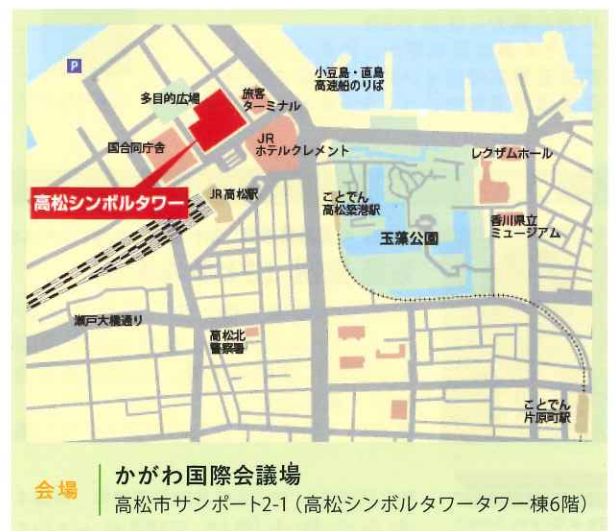 P
小豆島・直島
高速船のりば
多目的広場
旅客
ターミナル
国合同庁舎
JR
ホテルクレメント
レクザムホール
高松シンボルタワー
JR高松駅
ことでん
高松築港駅
玉藻公園
香川県立
ミュージアム
瀬戸大橋通り
高松北
警察署
ことでん
片原町駅
会場
かがわ国際会議場
高松市サンポート2-1（高松シンボルタワータワー棟6階）